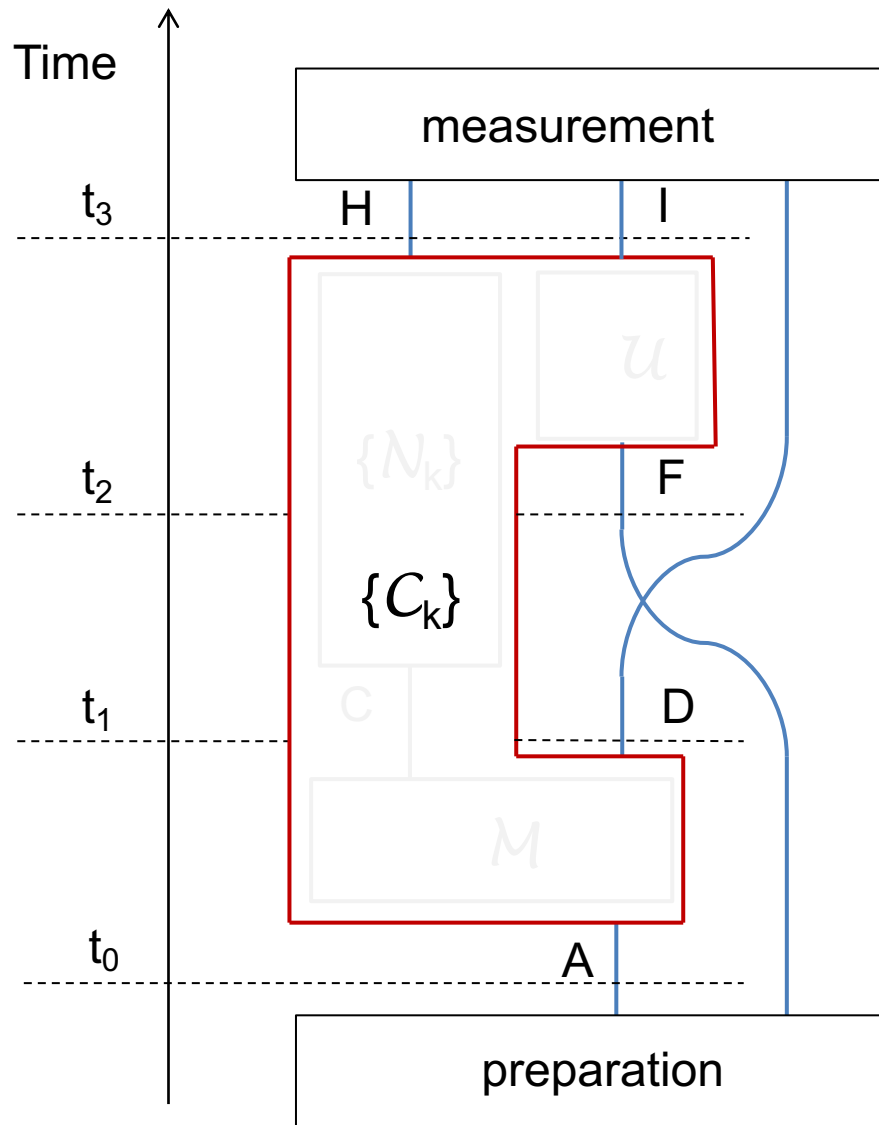 Time
measurement
t₃
H
I
𝒰
{𝒩ₖ}
t₂
F
{𝒞ₖ}
C
t₁
D
ℳ
t₀
A
preparation